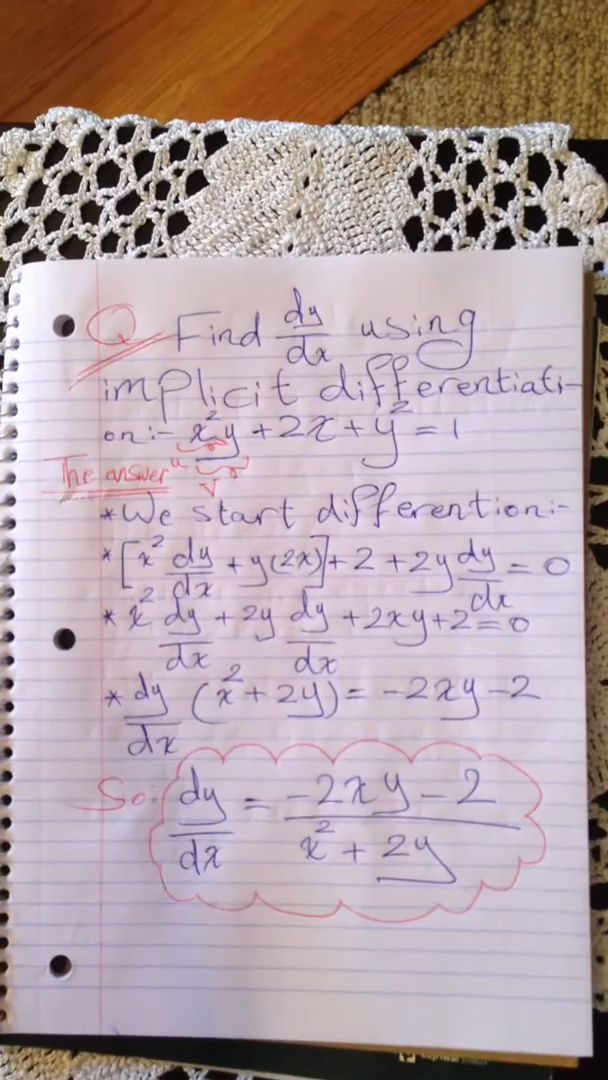 Q Find dy/dx using
implicit differentiati-
on:- x²y + 2x + y² = 1
The answer u v
*We start differention:-
*[x² dy/dx + y(2x)] + 2 + 2y dy/dx = 0
* x² dy/dx + 2y dy/dx + 2xy + 2 = 0
* dy/dx (x² + 2y) = -2xy - 2
So: dy/dx = -2xy - 2 / x² + 2y